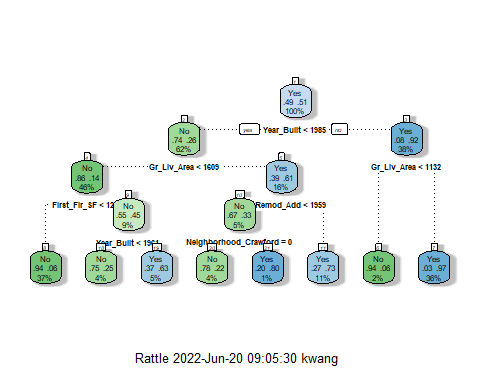 Yes
.49 .51
100%
yes Year_Built < 1985 no
No
.74 .26
62%
Yes
.08 .92
38%
Gr_Liv_Area < 1609
Gr_Liv_Area < 1132
No
.86 .14
46%
Yes
.39 .61
16%
First_Flr_SF < 12
Remod_Add < 1959
No
.55 .45
9%
No
.67 .33
5%
Year_Built < 1961
Neighborhood_Crawford = 0
No
.94 .06
37%
No
.75 .25
4%
Yes
.37 .63
5%
No
.78 .22
4%
Yes
.20 .80
1%
Yes
.27 .73
11%
No
.94 .06
2%
Yes
.03 .97
36%
Rattle 2022-Jun-20 09:05:30 kwang